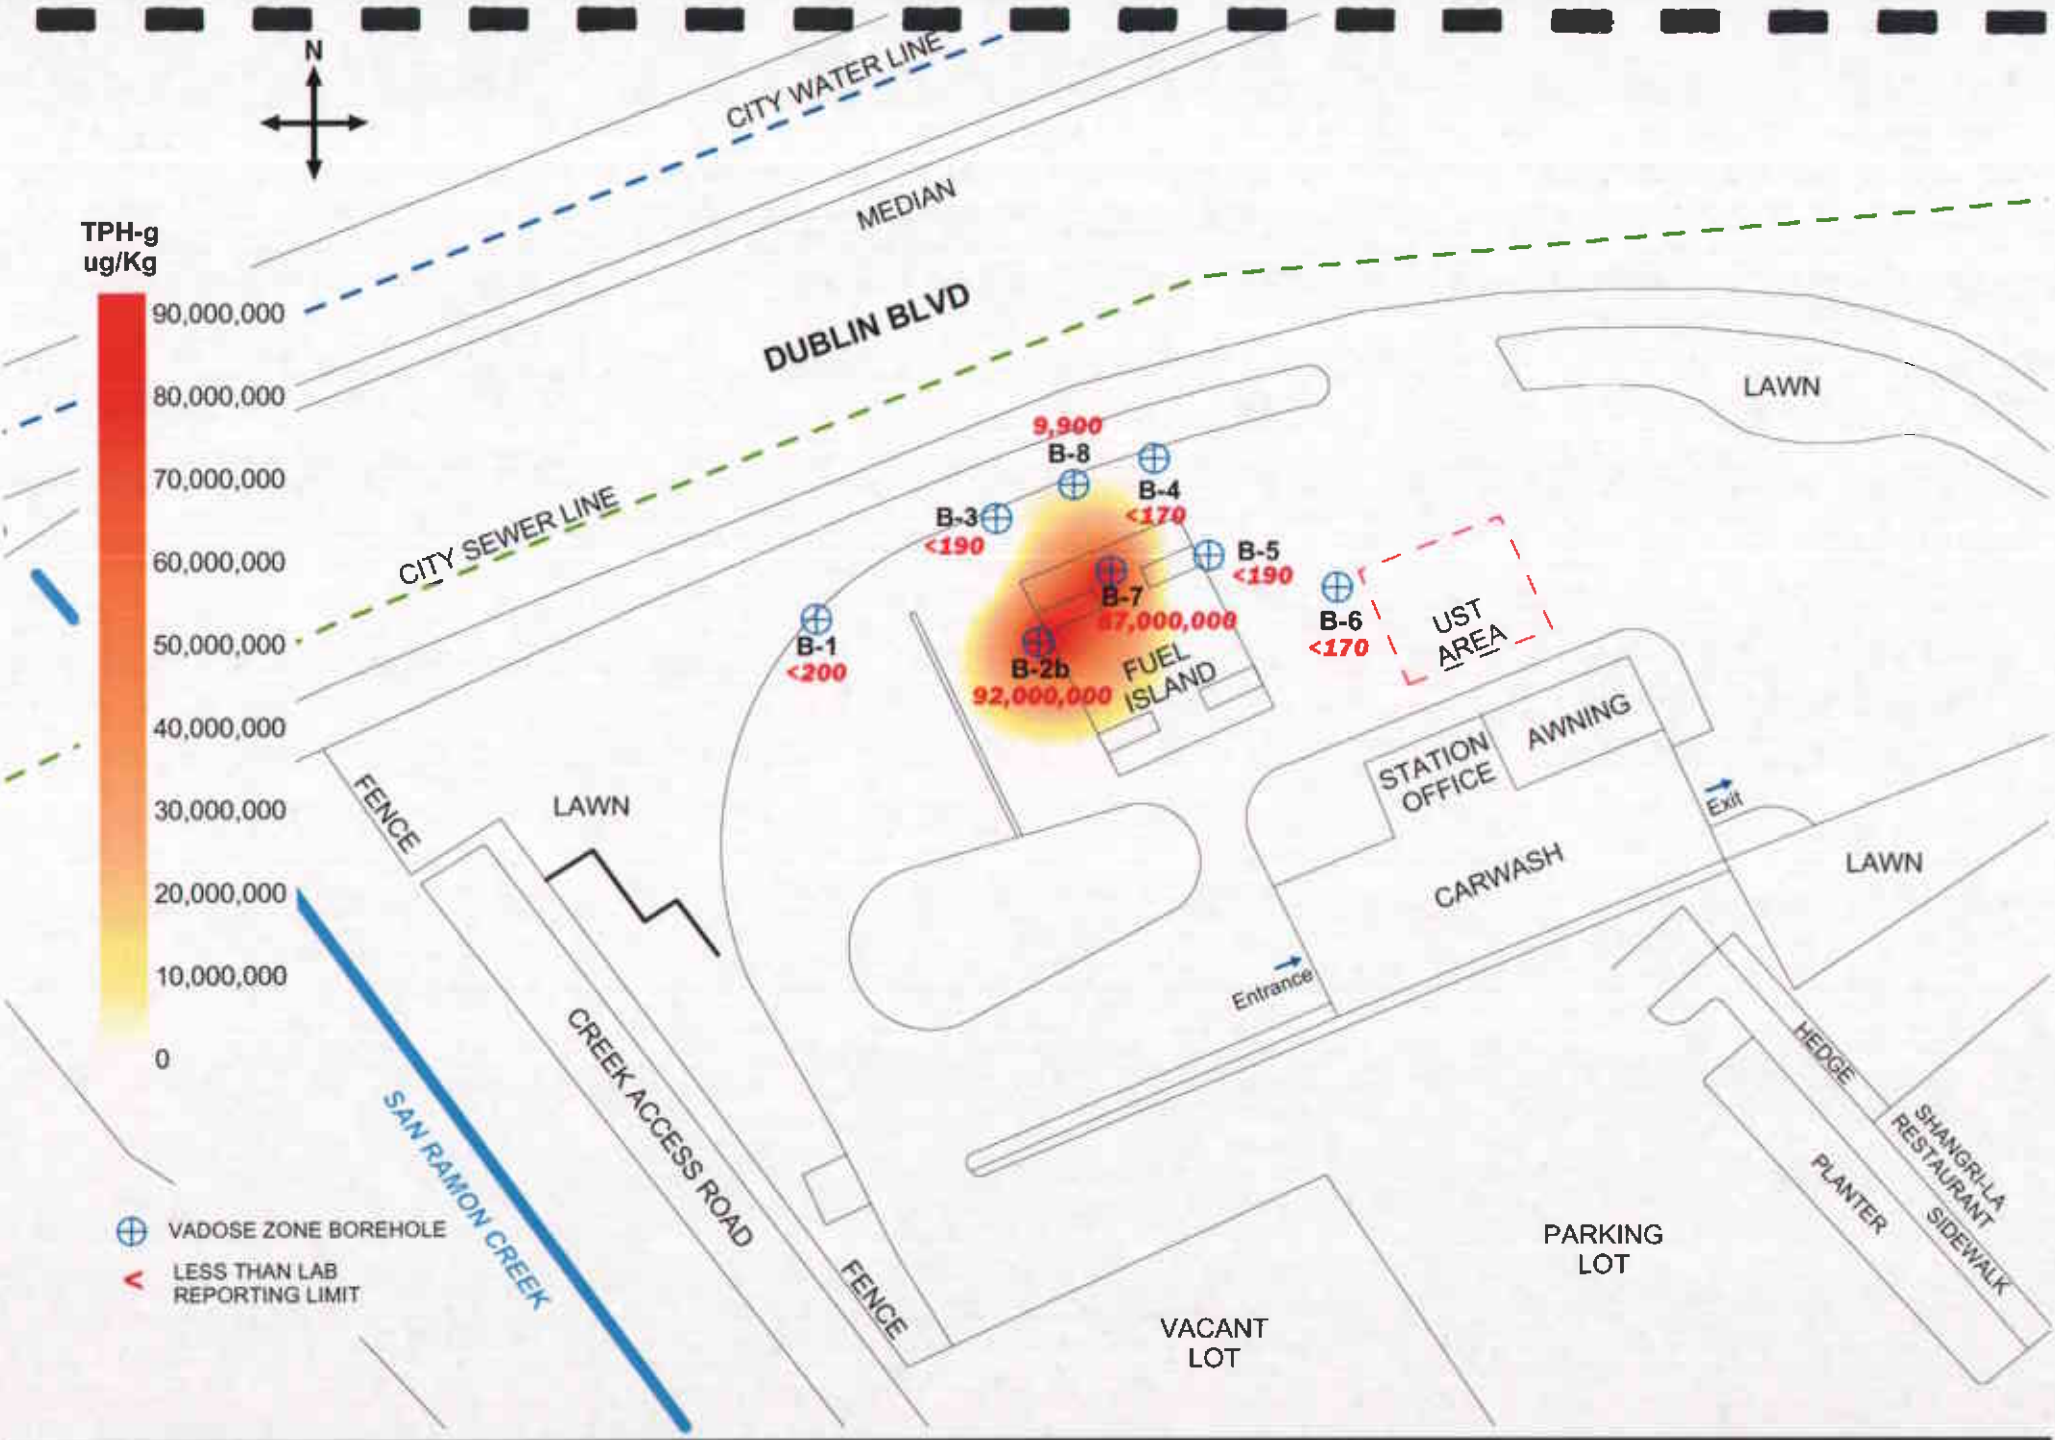 N
CITY WATER LINE
MEDIAN
TPH-g
ug/Kg
90,000,000
80,000,000
70,000,000
60,000,000
50,000,000
40,000,000
30,000,000
20,000,000
10,000,000
0
DUBLIN BLVD
CITY SEWER LINE
LAWN
9,900
B-8
B-4
<170
B-3
<190
B-5
<190
B-7
B-6
<170
B-1
<200
B-2b
92,000,000
FUEL
ISLAND
UST
AREA
STATION
OFFICE
AWNING
Exit
FENCE
LAWN
CARWASH
LAWN
Entrance
CREEK ACCESS ROAD
SAN RAMON CREEK
HEDGE
SHANGRI-LA
RESTAURANT
SIDEWALK
PLANTER
VADOSE ZONE BOREHOLE
< LESS THAN LAB
REPORTING LIMIT
FENCE
VACANT
LOT
PARKING
LOT